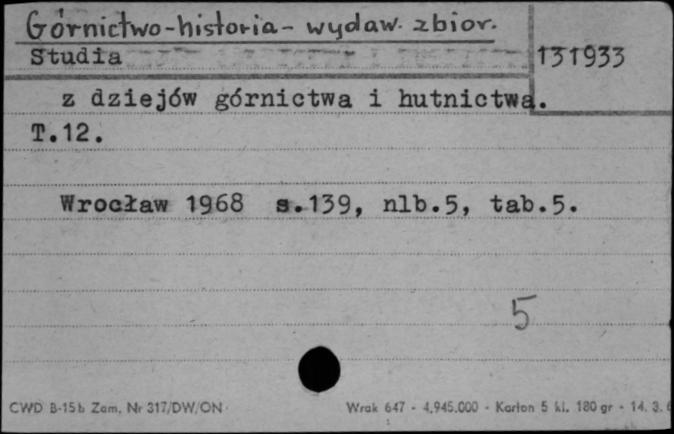 Górnictwo-historia- wydaw. zbior.
Studia
131933
z dziejów górnictwa i hutnictwa.
T.12.
Wrocław 1968 s.139, nlb.5, tab.5.
5
CWD B-15b Zam. Nr 317/DW/ON
Wrak 647 - 4.945.000 - Karton 5 kl. 180 gr - 14. 3.